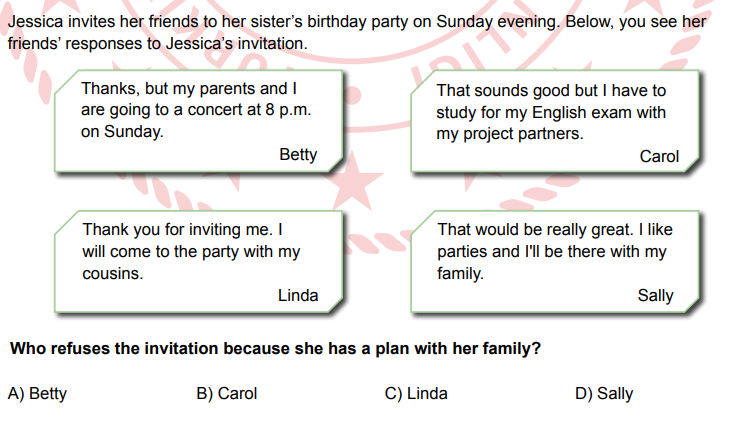 Jessica invites her friends to her sister’s birthday party on Sunday evening. Below, you see her
friends’ responses to Jessica’s invitation.
Thanks, but my parents and I
are going to a concert at 8 p.m.
on Sunday.
Betty
That sounds good but I have to
study for my English exam with
my project partners.
Carol
Thank you for inviting me. I
will come to the party with my
cousins.
Linda
That would be really great. I like
parties and I'll be there with my
family.
Sally
Who refuses the invitation because she has a plan with her family?
A) Betty B) Carol C) Linda D) Sally